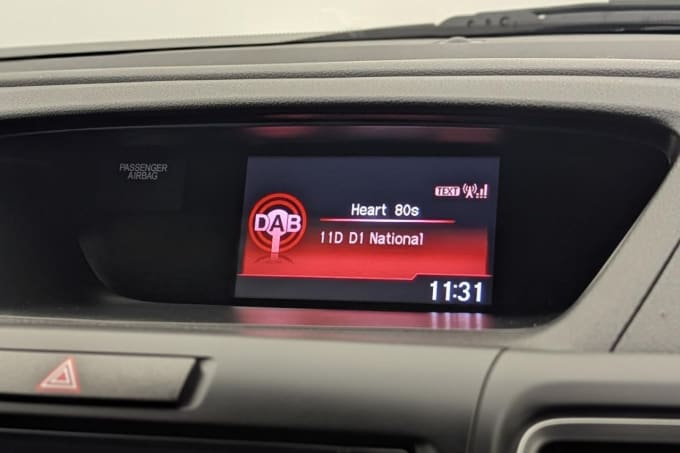 PASSENGER
AIRBAG
TEXT
DAB
Heart 80s
11D D1 National
11:31